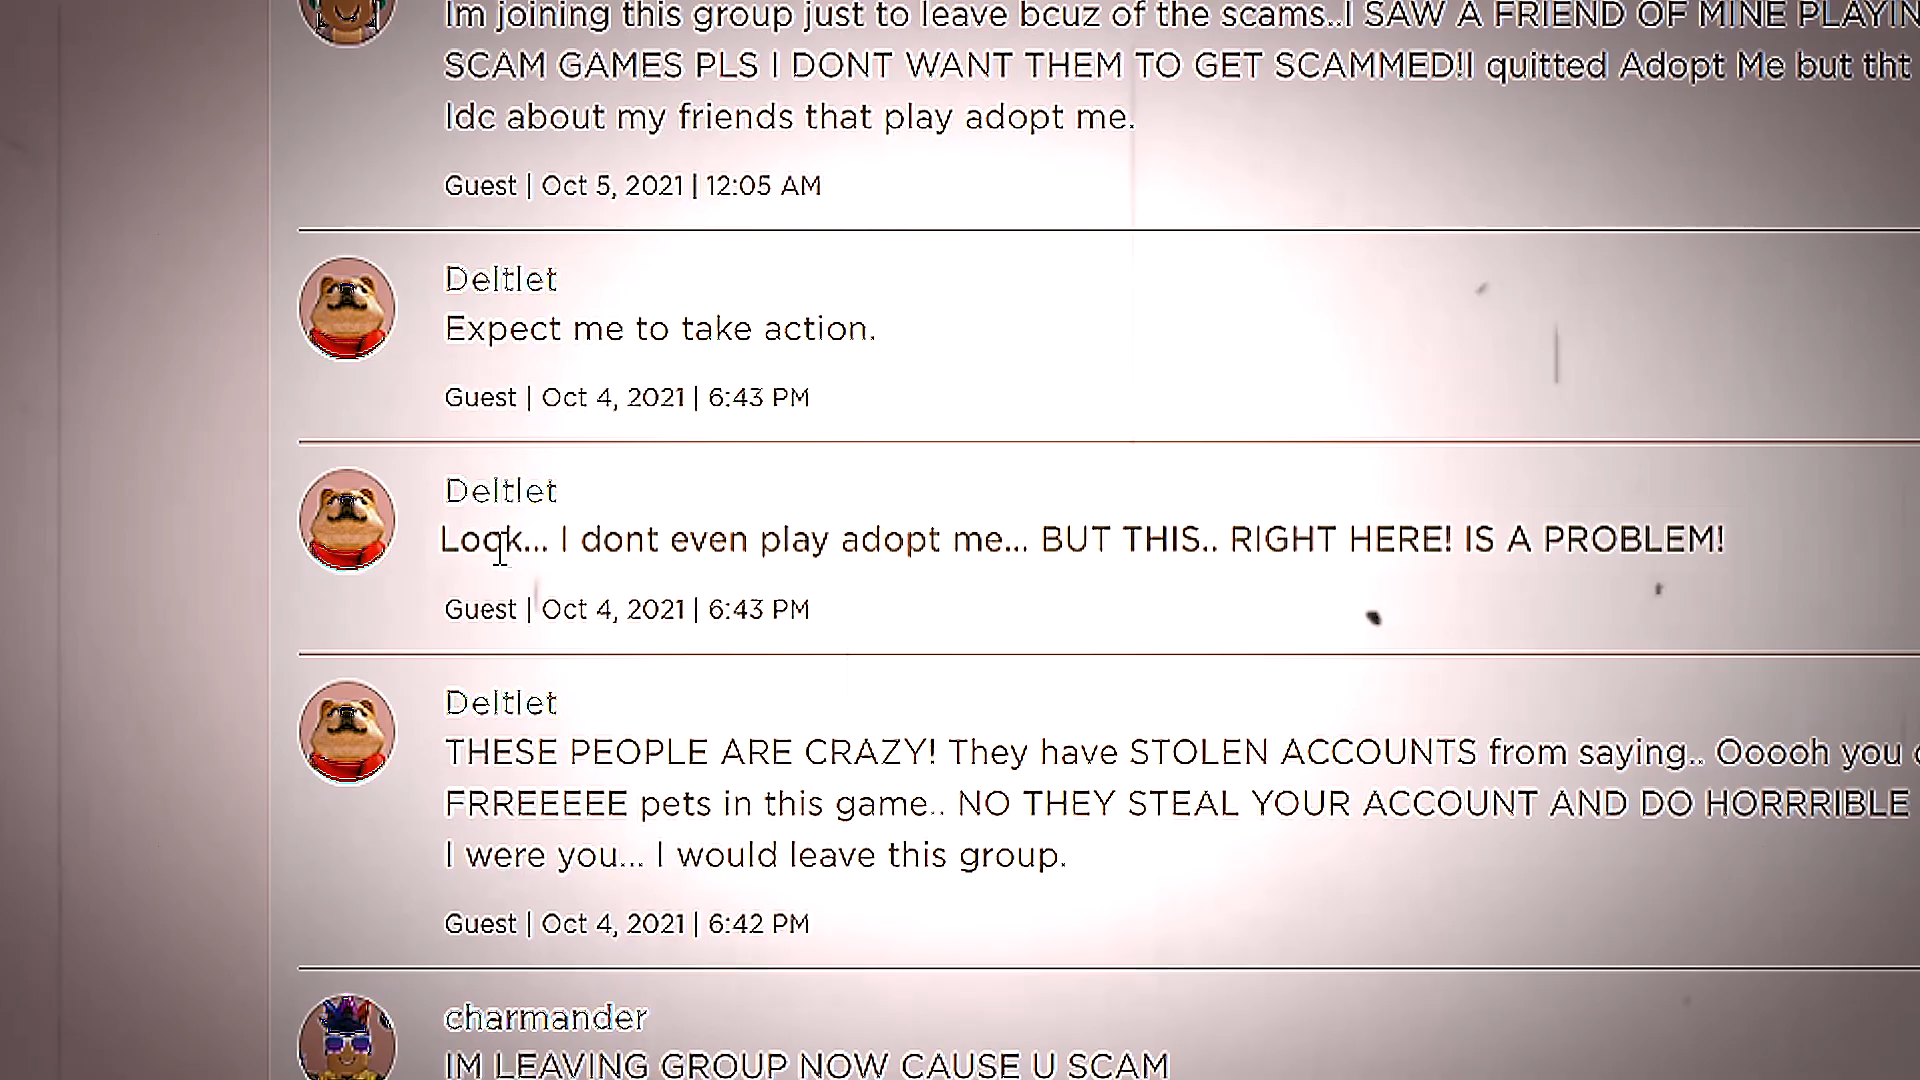 Im joining this group just to leave bcuz of the scams..I SAW A FRIEND OF MINE
SCAM GAMES PLS I DONT WANT THEM TO GET SCAMMED!I quitted Adopt Me but tht
Idc about my friends that play adopt me.
Guest | Oct 5, 2021 | 12:05 AM
Deltlet
Expect me to take action.
Guest | Oct 4, 2021 | 6:43 PM
Deltlet
Look... I dont even play adopt me... BUT THIS.. RIGHT HERE! IS A PROBLEM!
Guest | Oct 4, 2021 | 6:43 PM
Deltlet
THESE PEOPLE ARE CRAZY! They have STOLEN ACCOUNTS from saying.. Ooooh you
FRREEEEE pets in this game.. NO THEY STEAL YOUR ACCOUNT AND DO HORRRIBLE
I were you... I would leave this group.
Guest | Oct 4, 2021 | 6:42 PM
charmander
IM LEAVING GROUP NOW CAUSE U SCAM